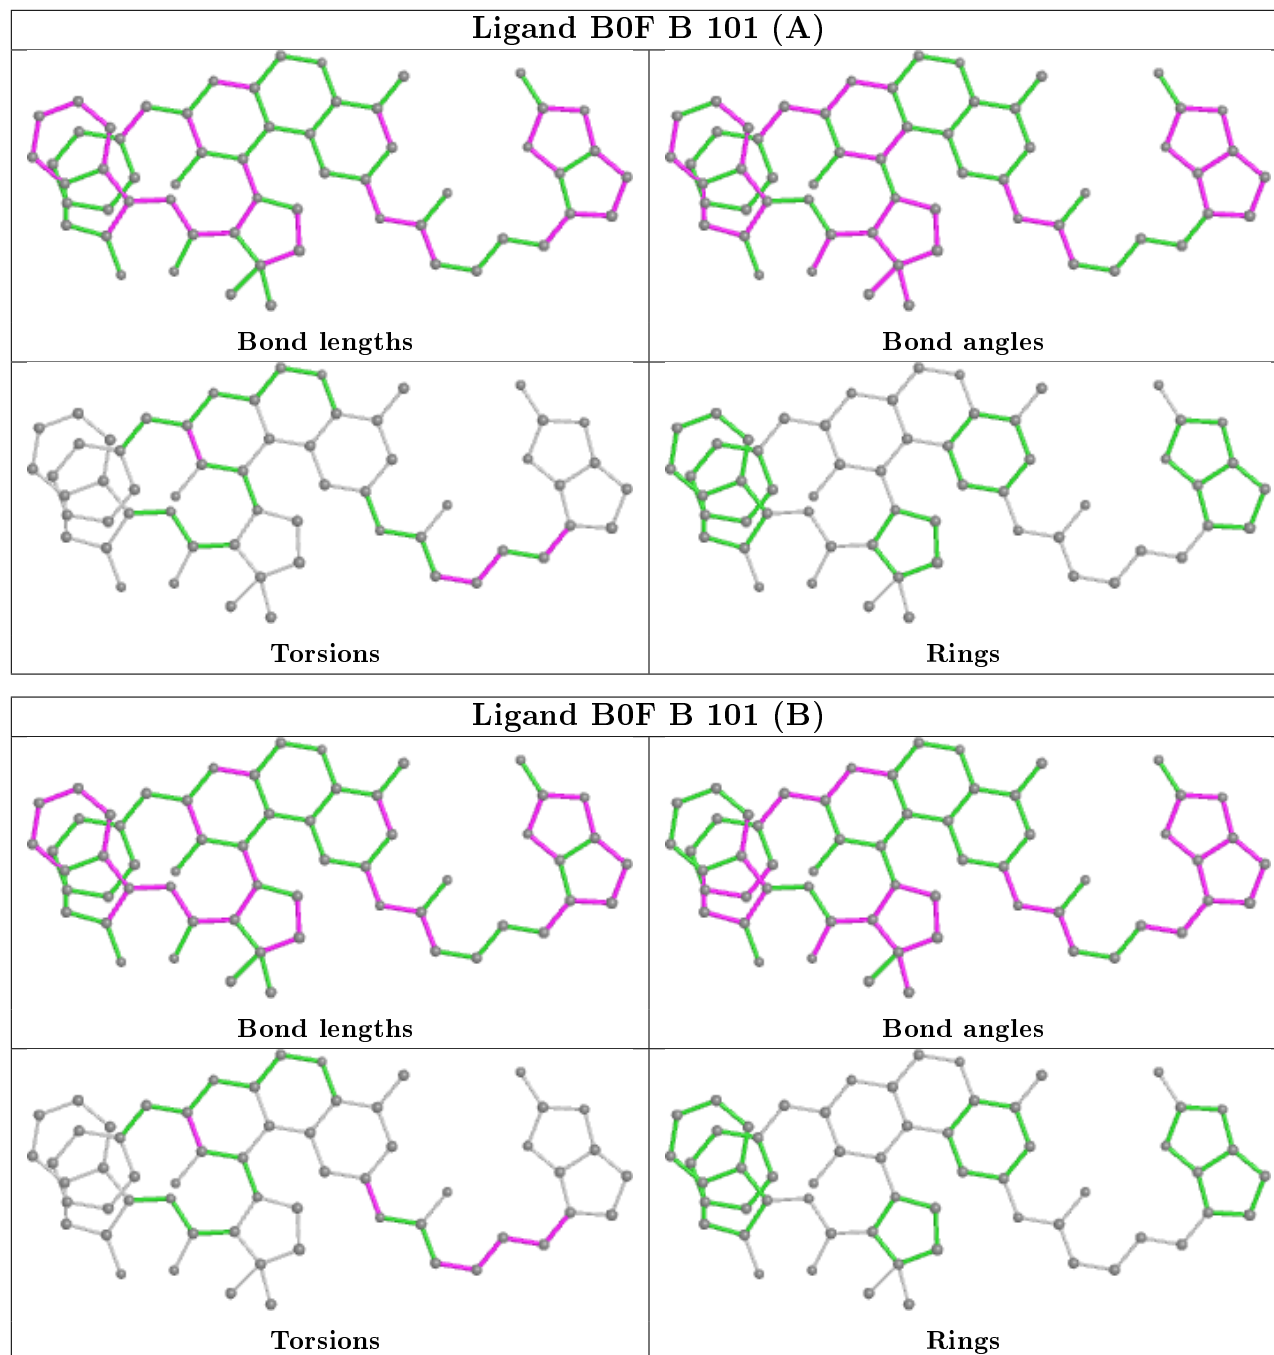 Ligand B0F B 101 (A)
Bond lengths
Bond angles
Torsions
Rings
Ligand B0F B 101 (B)
Bond lengths
Bond angles
Torsions
Rings